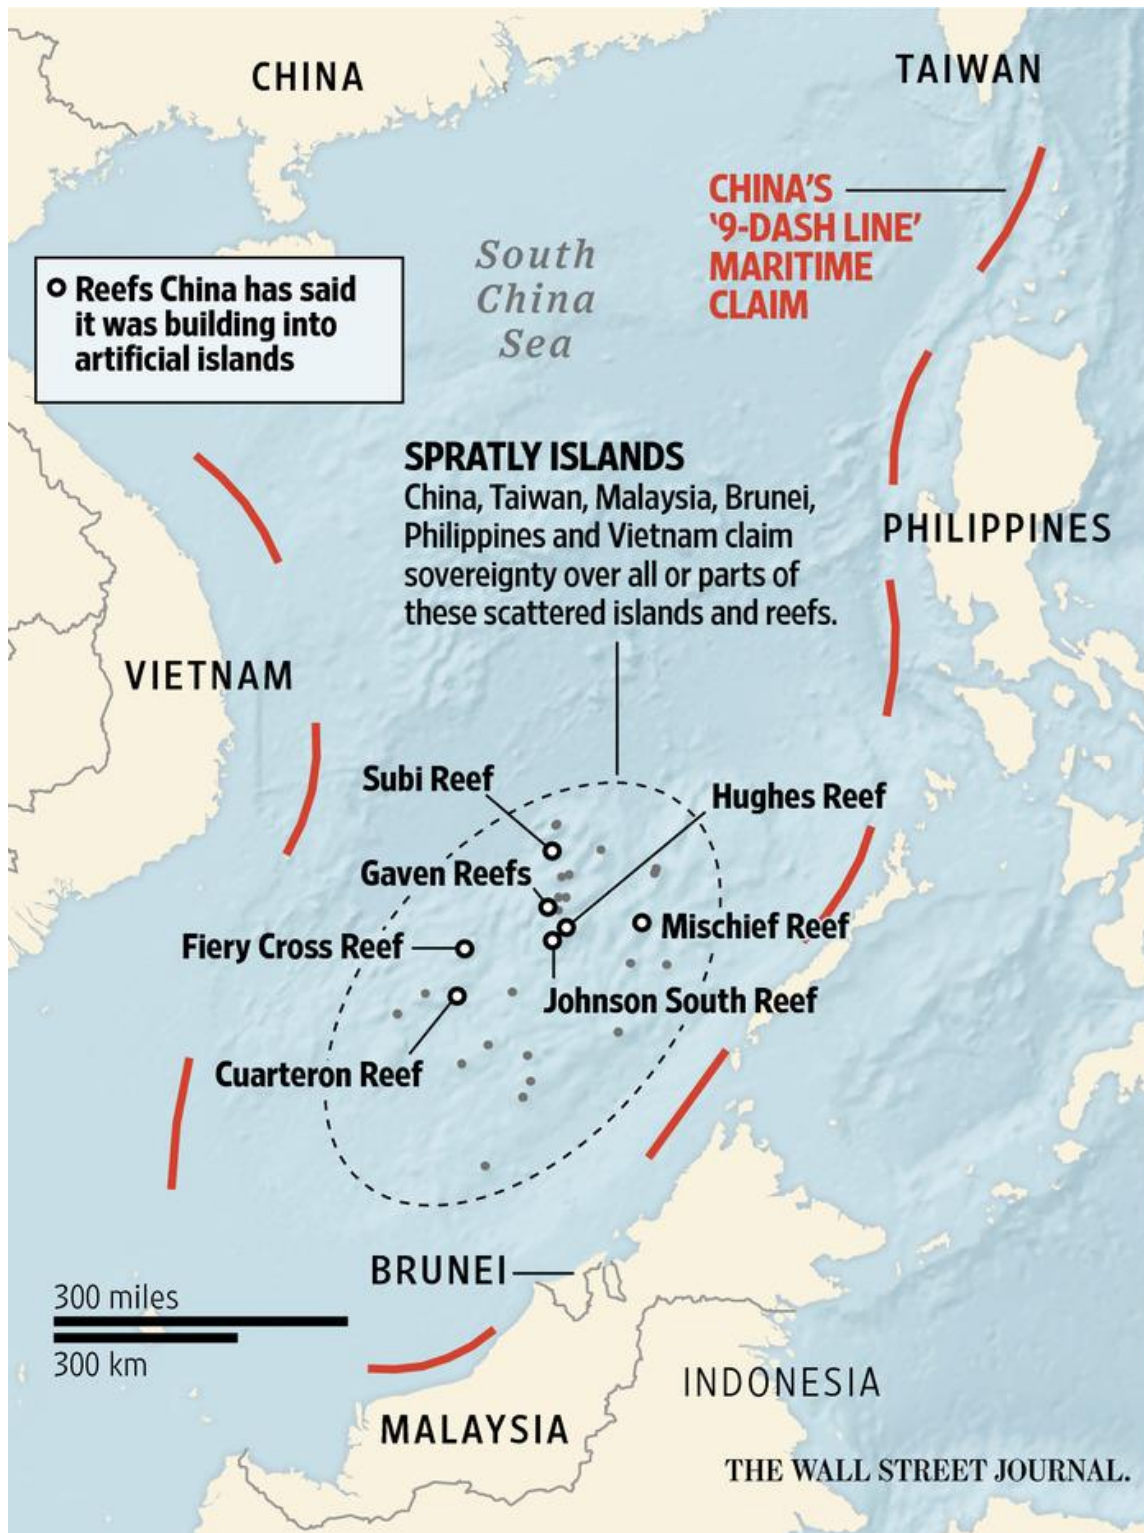 CHINA
TAIWAN
CHINA'S
'9-DASH LINE'
MARITIME
CLAIM
South
China
Sea
Reefs China has said
it was building into
artificial islands
SPRATLY ISLANDS
China, Taiwan, Malaysia, Brunei,
Philippines and Vietnam claim
sovereignty over all or parts of
these scattered islands and reefs.
PHILIPPINES
VIETNAM
Subi Reef
Hughes Reef
Gaven Reefs
Mischief Reef
Fiery Cross Reef
Johnson South Reef
Cuarteron Reef
BRUNEI
300 miles
300 km
INDONESIA
MALAYSIA
THE WALL STREET JOURNAL.